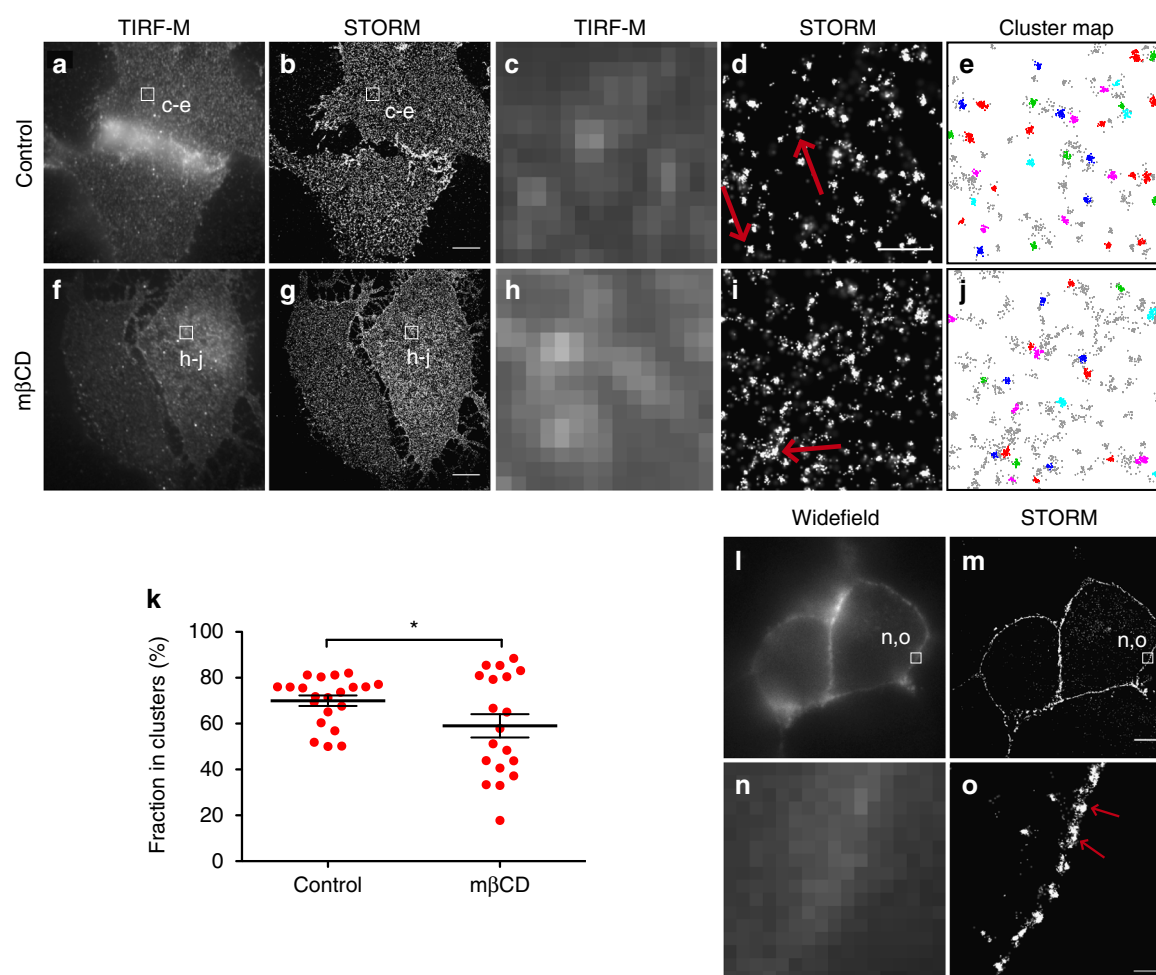 TIRF-M STORM TIRF-M STORM Cluster map
Control
a c-e
b c-e
c
d
e
mβCD
f h-j
g h-j
h
i
j
Widefield STORM
l n,o
m n,o
n
o
k
*
Fraction in clusters (%)
100
80
60
40
20
0
Control mβCD